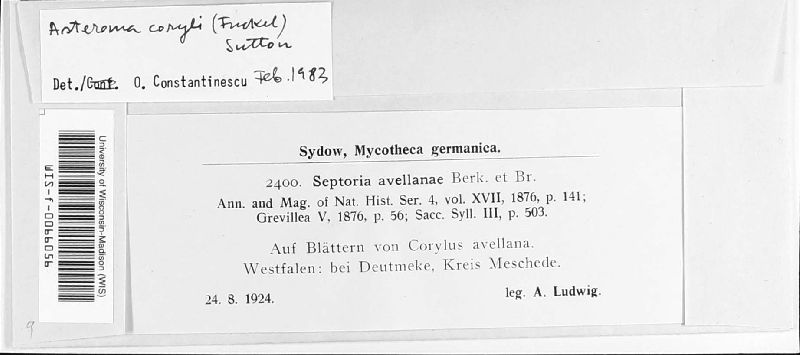 Asteroma coryli (Fuckel)
Sutton
Det./Conf. O. Constantinescu Feb. 1983
University of Wisconsin-Madison (WIS)
WIS-f-0069056
Sydow, Mycotheca germanica.
2400. Septoria avellanae Berk. et Br.
Ann. and Mag. of Nat. Hist. Ser. 4, vol. XVII, 1876, p. 141;
Grevillea V, 1876, p. 56; Sacc. Syll. III, p. 503.
Auf Blättern von Corylus avellana.
Westfalen: bei Deutmeke, Kreis Meschede.
24. 8. 1924. leg. A. Ludwig.